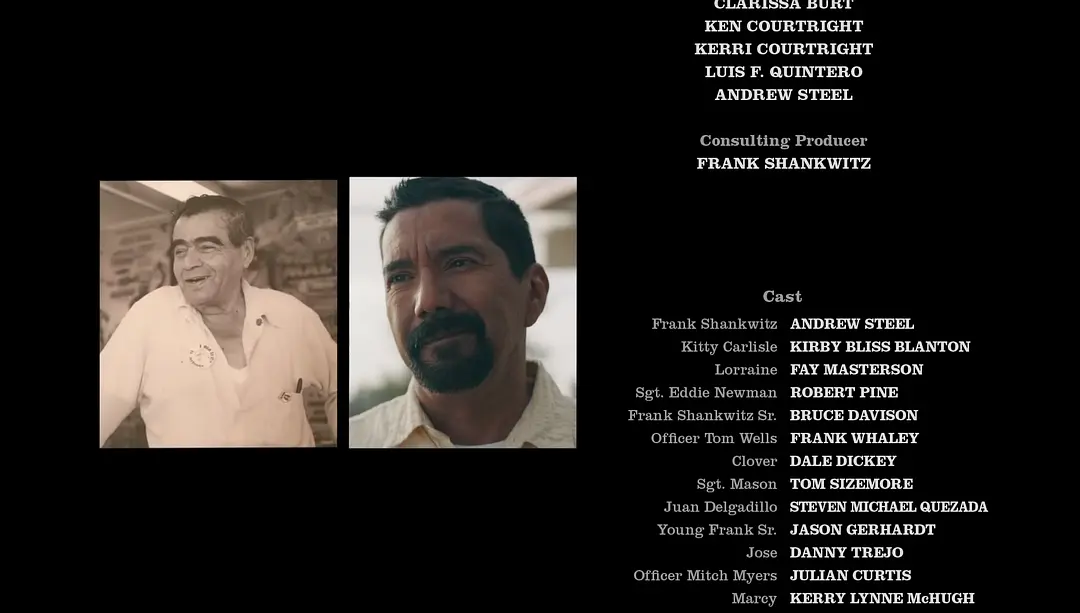 CLARISSA BURT
KEN COURTRIGHT
KERRI COURTRIGHT
LUIS F. QUINTERO
ANDREW STEEL
Consulting Producer
FRANK SHANKWITZ
Cast
Frank Shankwitz ANDREW STEEL
Kitty Carlisle KIRBY BLISS BLANTON
Lorraine FAY MASTERSON
Sgt. Eddie Newman ROBERT PINE
Frank Shankwitz Sr. BRUCE DAVISON
Officer Tom Wells FRANK WHALEY
Clover DALE DICKEY
Sgt. Mason TOM SIZEMORE
Juan Delgadillo STEVEN MICHAEL QUEZADA
Young Frank Sr. JASON GERHARDT
Jose DANNY TREJO
Officer Mitch Myers JULIAN CURTIS
Marcy KERRY LYNNE McHUGH